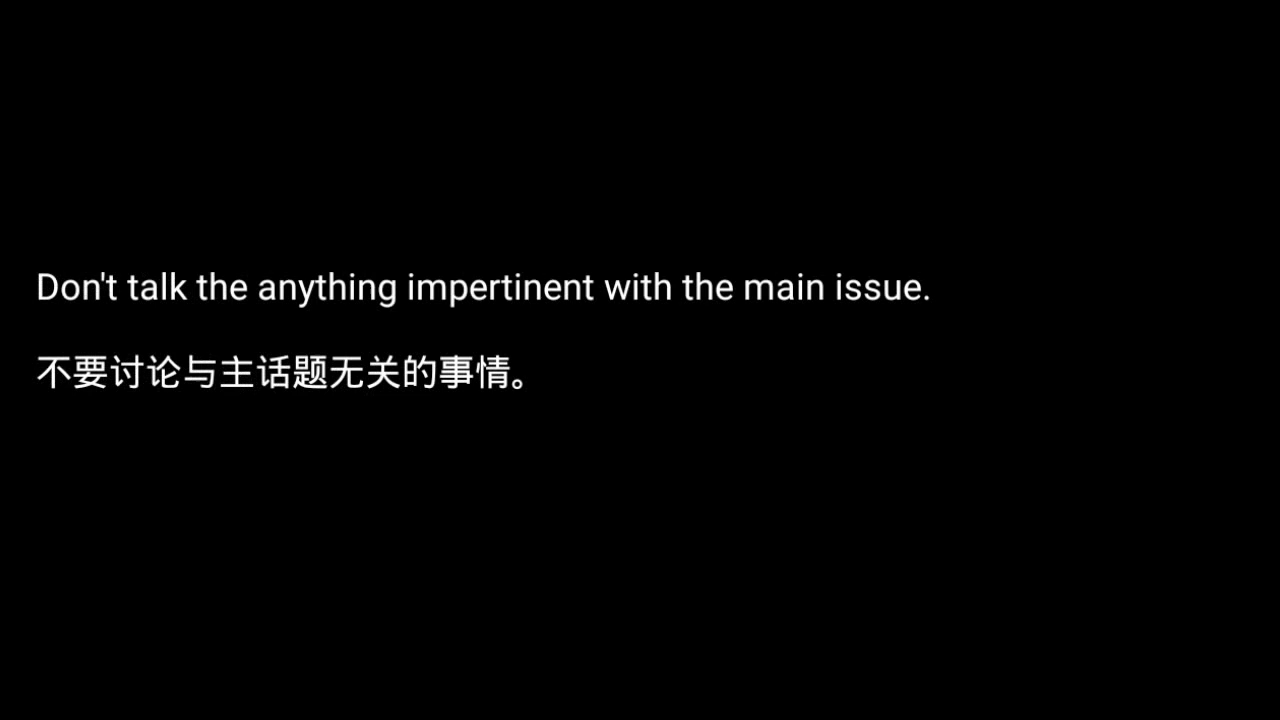 Don't talk the anything impertinent with the main issue.
不要讨论与主话题无关的事情。